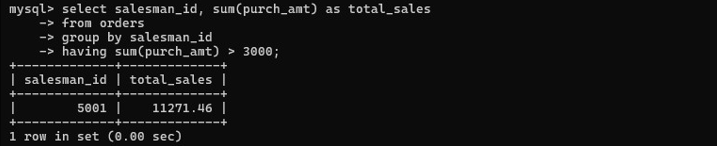 mysql> select salesman_id, sum(purch_amt) as total_sales
    -> from orders
    -> group by salesman_id
    -> having sum(purch_amt) > 3000;
+-------------+-------------+
| salesman_id | total_sales |
+-------------+-------------+
|        5001 |    11271.46 |
+-------------+-------------+
1 row in set (0.00 sec)